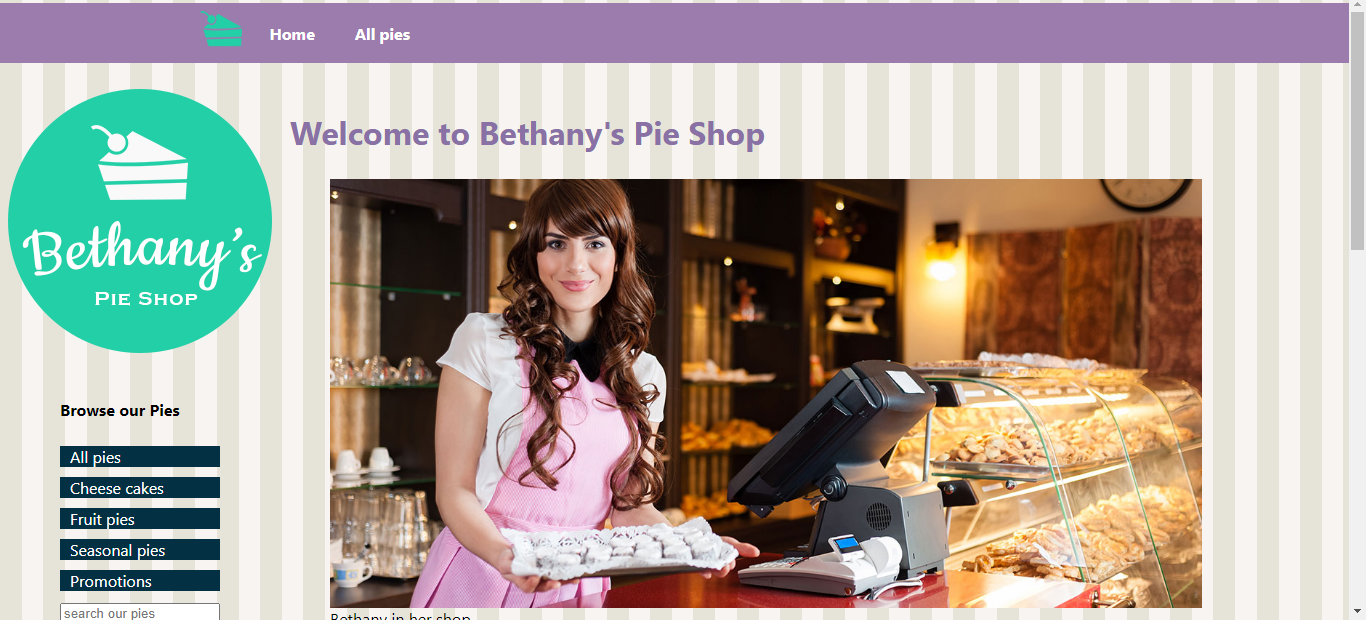 Home
All pies
Bethany's
PIE SHOP
Welcome to Bethany's Pie Shop
Browse our Pies
All pies
Cheese cakes
Fruit pies
Seasonal pies
Promotions
search our pies
Bethany in her shop